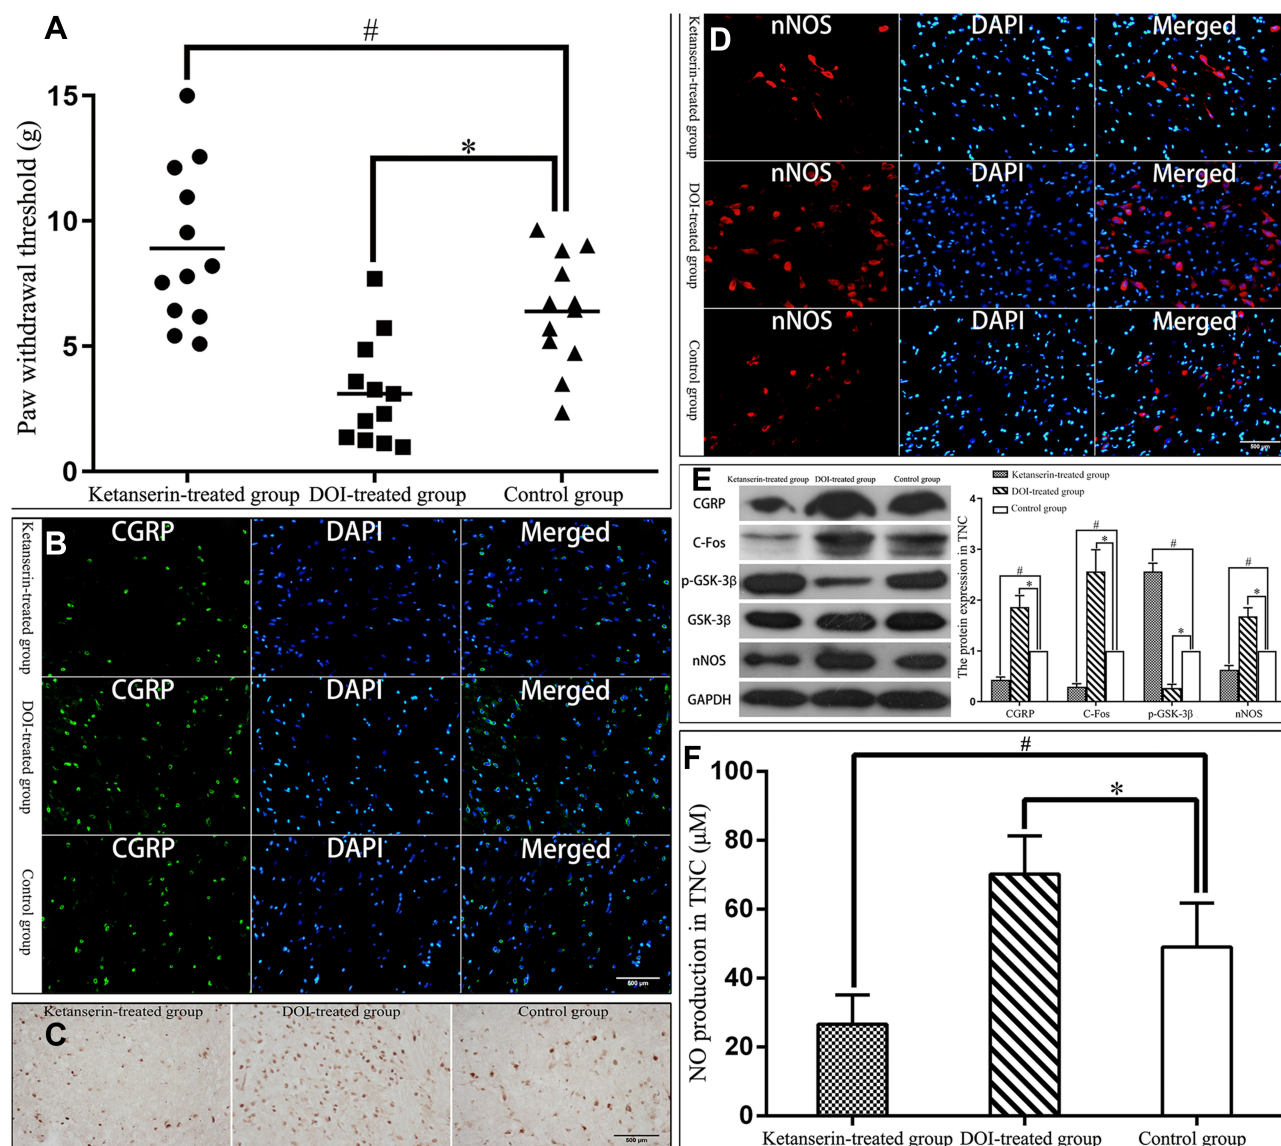 A
#
*
15
10
5
0
Paw withdrawal threshold (g)
Ketanserin-treated group DOI-treated group Control group
B
CGRP DAPI Merged
Ketanserin-treated group
CGRP DAPI Merged
DOI-treated group
CGRP DAPI Merged
Control group
500 μm
C
Ketanserin-treated group DOI-treated group Control group
500 μm
D
nNOS DAPI Merged
Ketanserin-treated group
nNOS DAPI Merged
DOI-treated group
nNOS DAPI Merged
Control group
500 μm
E
Ketanserin-treated group DOI-treated group Control group
CGRP
C-Fos
p-GSK-3β
GSK-3β
nNOS
GAPDH
Ketanserin-treated group
DOI-treated group
Control group
The protein expression in TNC
4
3
2
1
0
# * # * # * # *
CGRP C-Fos p-GSK-3β nNOS
F
#
*
100
80
60
40
20
0
NO production in TNC (μM)
Ketanserin-treated group DOI-treated group Control group